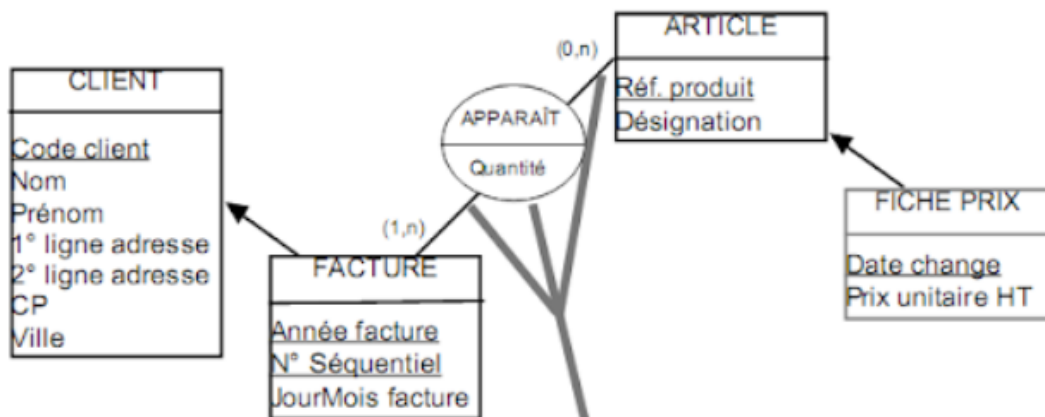 CLIENT
Code client
Nom
Prénom
1° ligne adresse
2° ligne adresse
CP
Ville
(1,n)
FACTURE
Année facture
N° Séquentiel
JourMois facture
APPARAÎT
Quantité
(0,n)
ARTICLE
Réf. produit
Désignation
FICHE PRIX
Date change
Prix unitaire HT